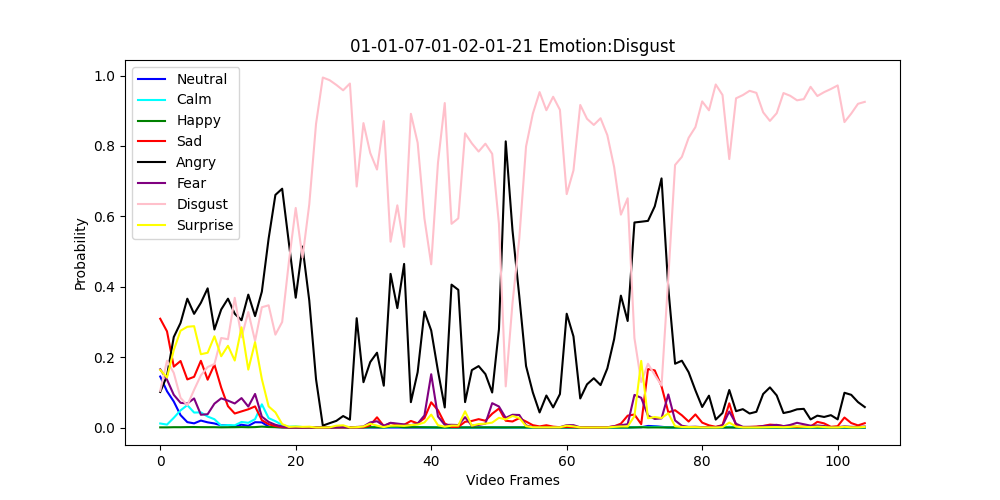 01-01-07-01-02-01-21 Emotion:Disgust
1.0
0.8
0.6
0.4
0.2
0.0
Probability
Neutral
Calm
Happy
Sad
Angry
Fear
Disgust
Surprise
0 20 40 60 80 100
Video Frames